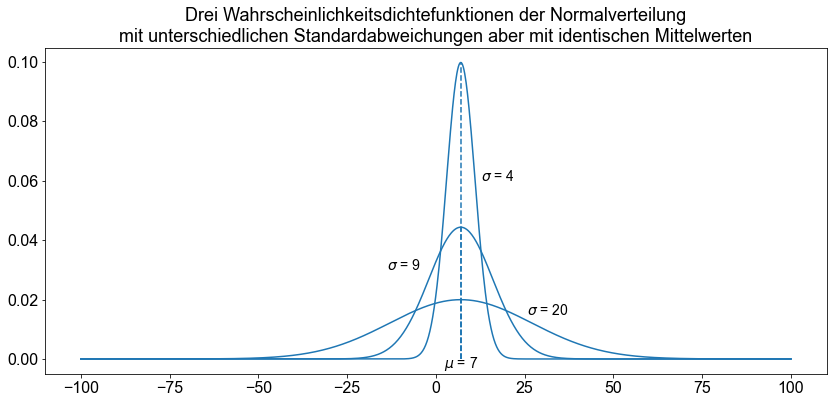 Drei Wahrscheinlichkeitsdichtefunktionen der Normalverteilung
mit unterschiedlichen Standardabweichungen aber mit identischen Mittelwerten
0.10
0.08
0.06
σ = 4
0.04
σ = 9
0.02
σ = 20
0.00
μ = 7
−100
−75
−50
−25
0
25
50
75
100